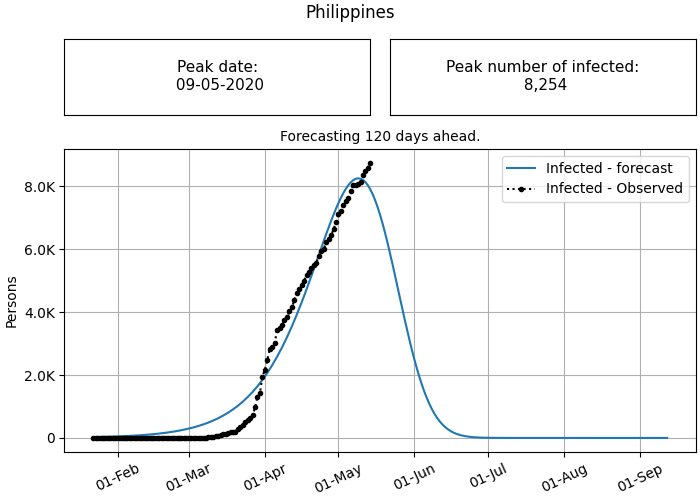 Philippines
Peak date:
09-05-2020
Peak number of infected:
8,254
Forecasting 120 days ahead.
Infected - forecast
Infected - Observed
8.0K
6.0K
4.0K
2.0K
0
Persons
01-Feb
01-Mar
01-Apr
01-May
01-Jun
01-Jul
01-Aug
01-Sep